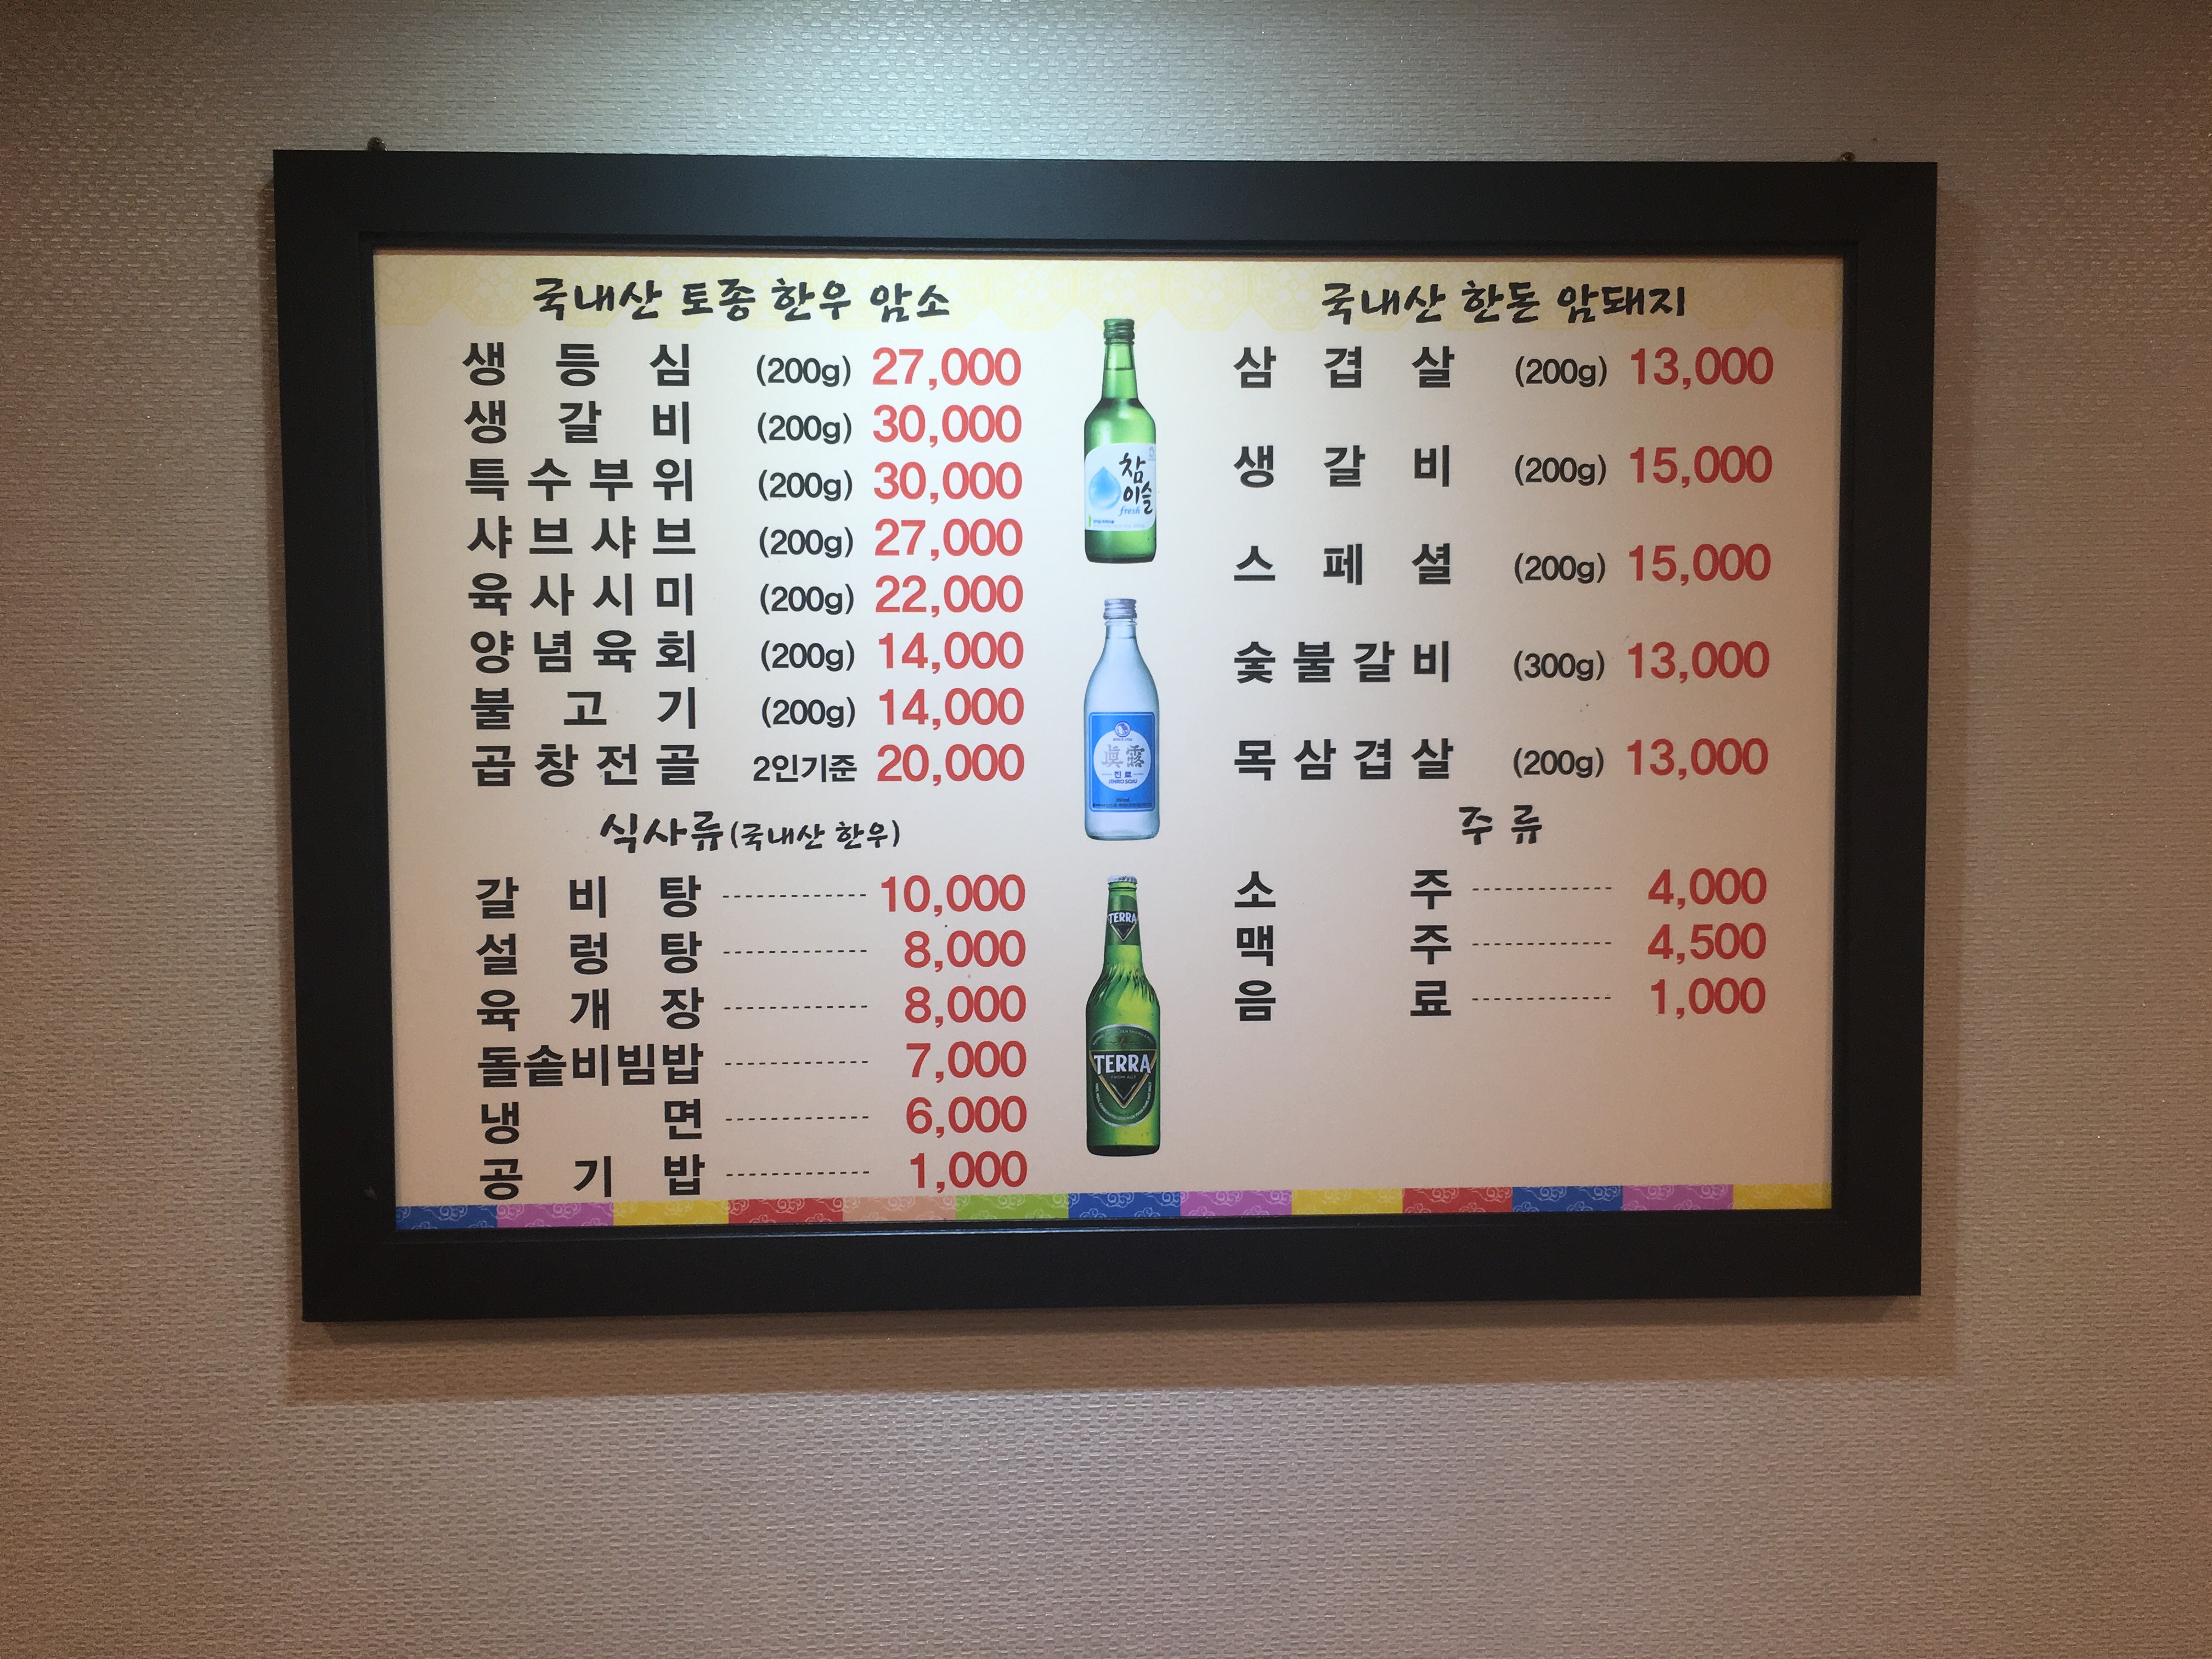 국내산 토종 한우 암소
생등심 (200g) 27,000
생갈비 (200g) 30,000
특수부위 (200g) 30,000
샤브샤브 (200g) 27,000
육사시미 (200g) 22,000
양념육회 (200g) 14,000
불고기 (200g) 14,000
곱창전골 2인기준 20,000
식사류(국내산 한우)
갈비탕 10,000
설렁탕 8,000
육개장 8,000
돌솥비빔밥 7,000
냉면 6,000
공기밥 1,000
참
이슬
fresh
眞露
진로
JINRO SOJU
TERRA
TERRA
국내산 한돈 암돼지
삼겹살 (200g) 13,000
생갈비 (200g) 15,000
스페셜 (200g) 15,000
숯불갈비 (300g) 13,000
목삼겹살 (200g) 13,000
주류
소주 4,000
맥주 4,500
음료 1,000